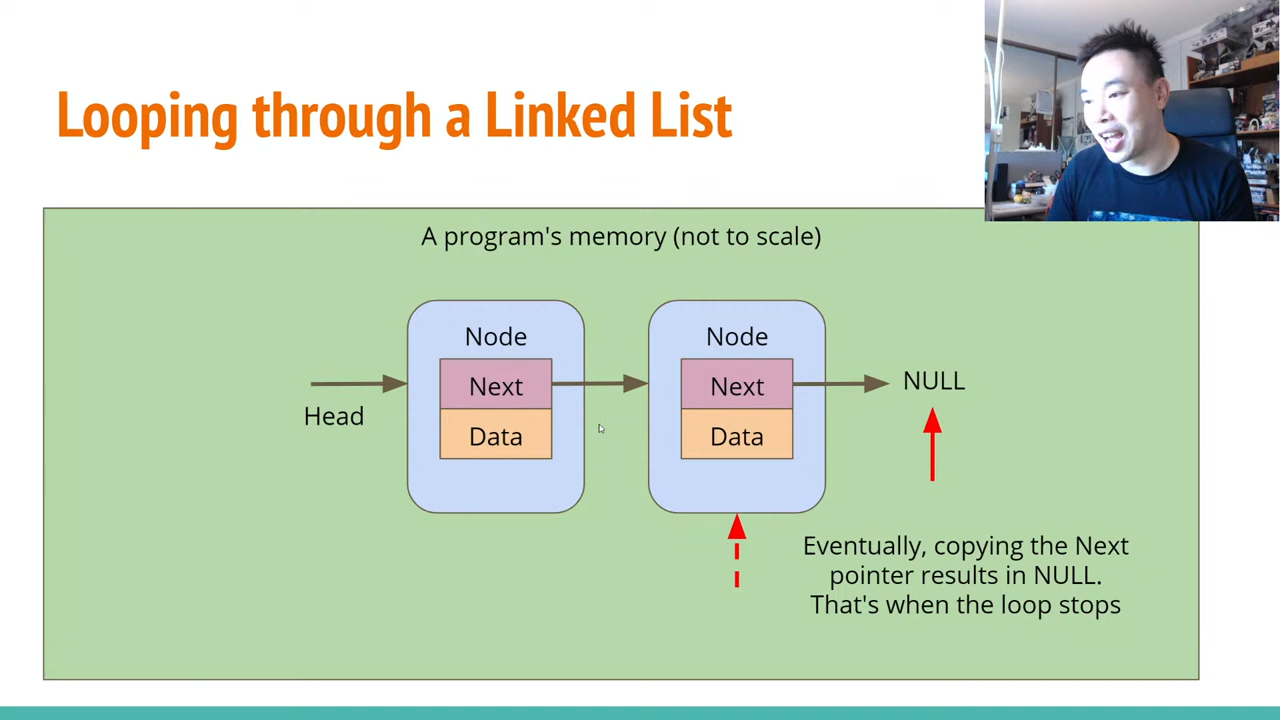 Looping through a Linked List
A program's memory (not to scale)
Node
Next
Data
Node
Next
Data
NULL
Head
Eventually, copying the Next
pointer results in NULL.
That's when the loop stops